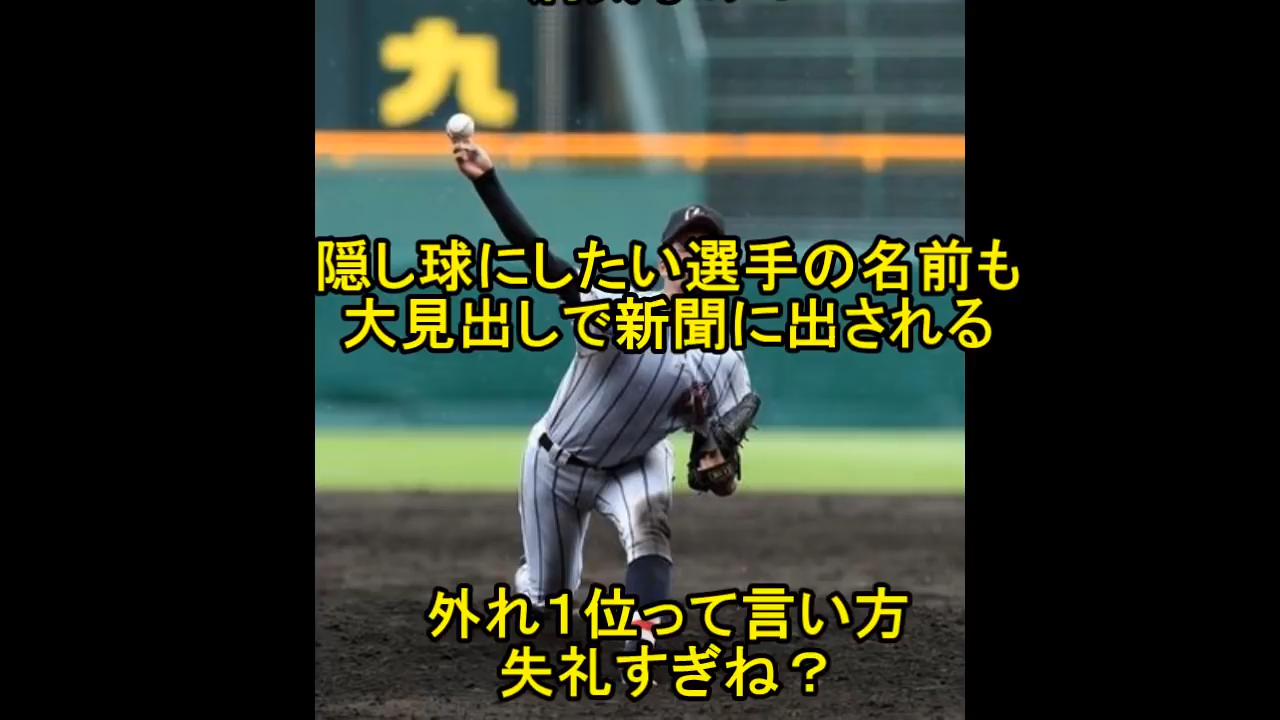 九
隠し球にしたい選手の名前も
大見出しで新聞に出される
外れ１位って言い方
失礼すぎね？